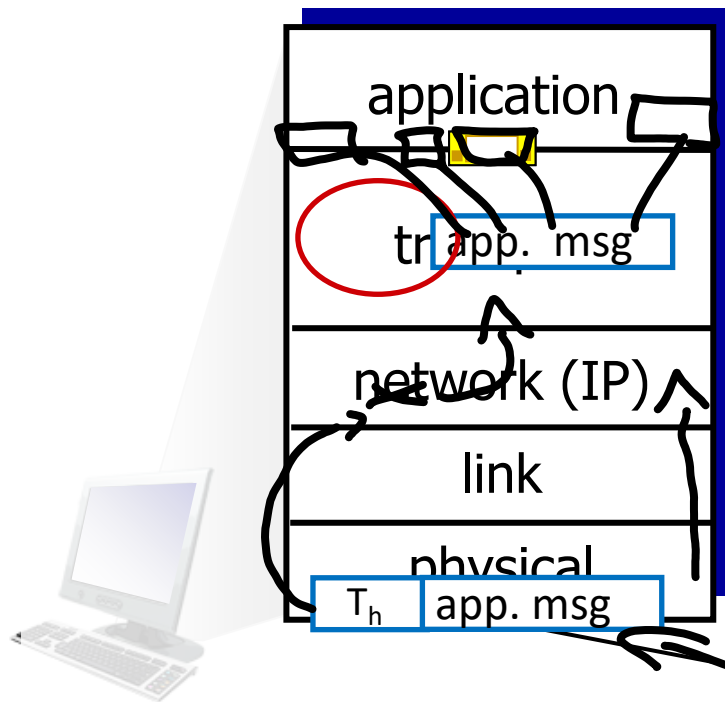 application
app. msg
network (IP)
link
physical
Th app. msg